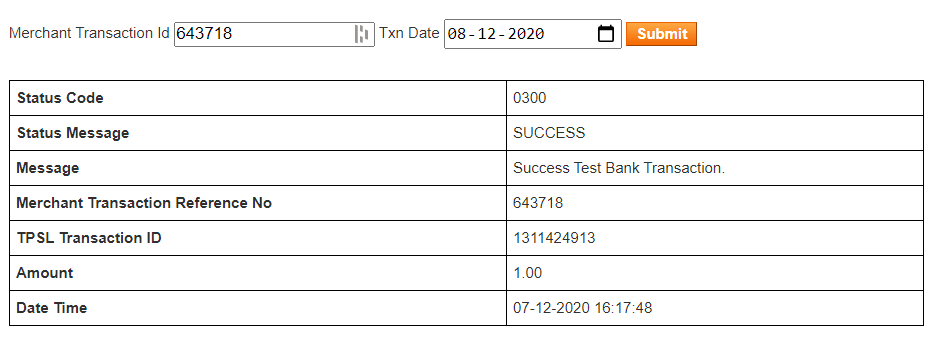 Merchant Transaction Id 643718 Txn Date 08-12-2020 Submit
Status Code 0300
Status Message SUCCESS
Message Success Test Bank Transaction.
Merchant Transaction Reference No 643718
TPSL Transaction ID 1311424913
Amount 1.00
Date Time 07-12-2020 16:17:48